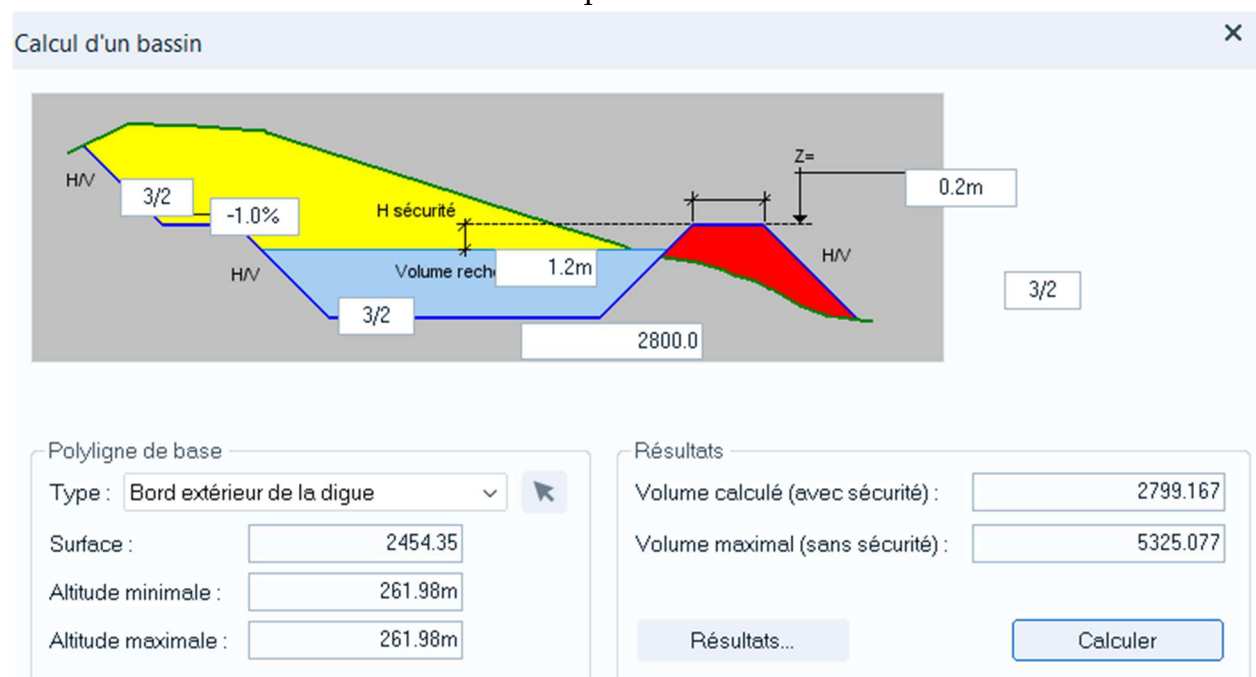 Calcul d'un bassin
Z=
H/V
0.2m
3/2
-1.0%
H sécurité
H/V
H/V
Volume rech
1.2m
3/2
3/2
2800.0
Polyligne de base
Type : Bord extérieur de la digue
Surface : 2454.35
Altitude minimale : 261.98m
Altitude maximale : 261.98m
Résultats
Volume calculé (avec sécurité) : 2799.167
Volume maximal (sans sécurité) : 5325.077
Résultats...
Calculer